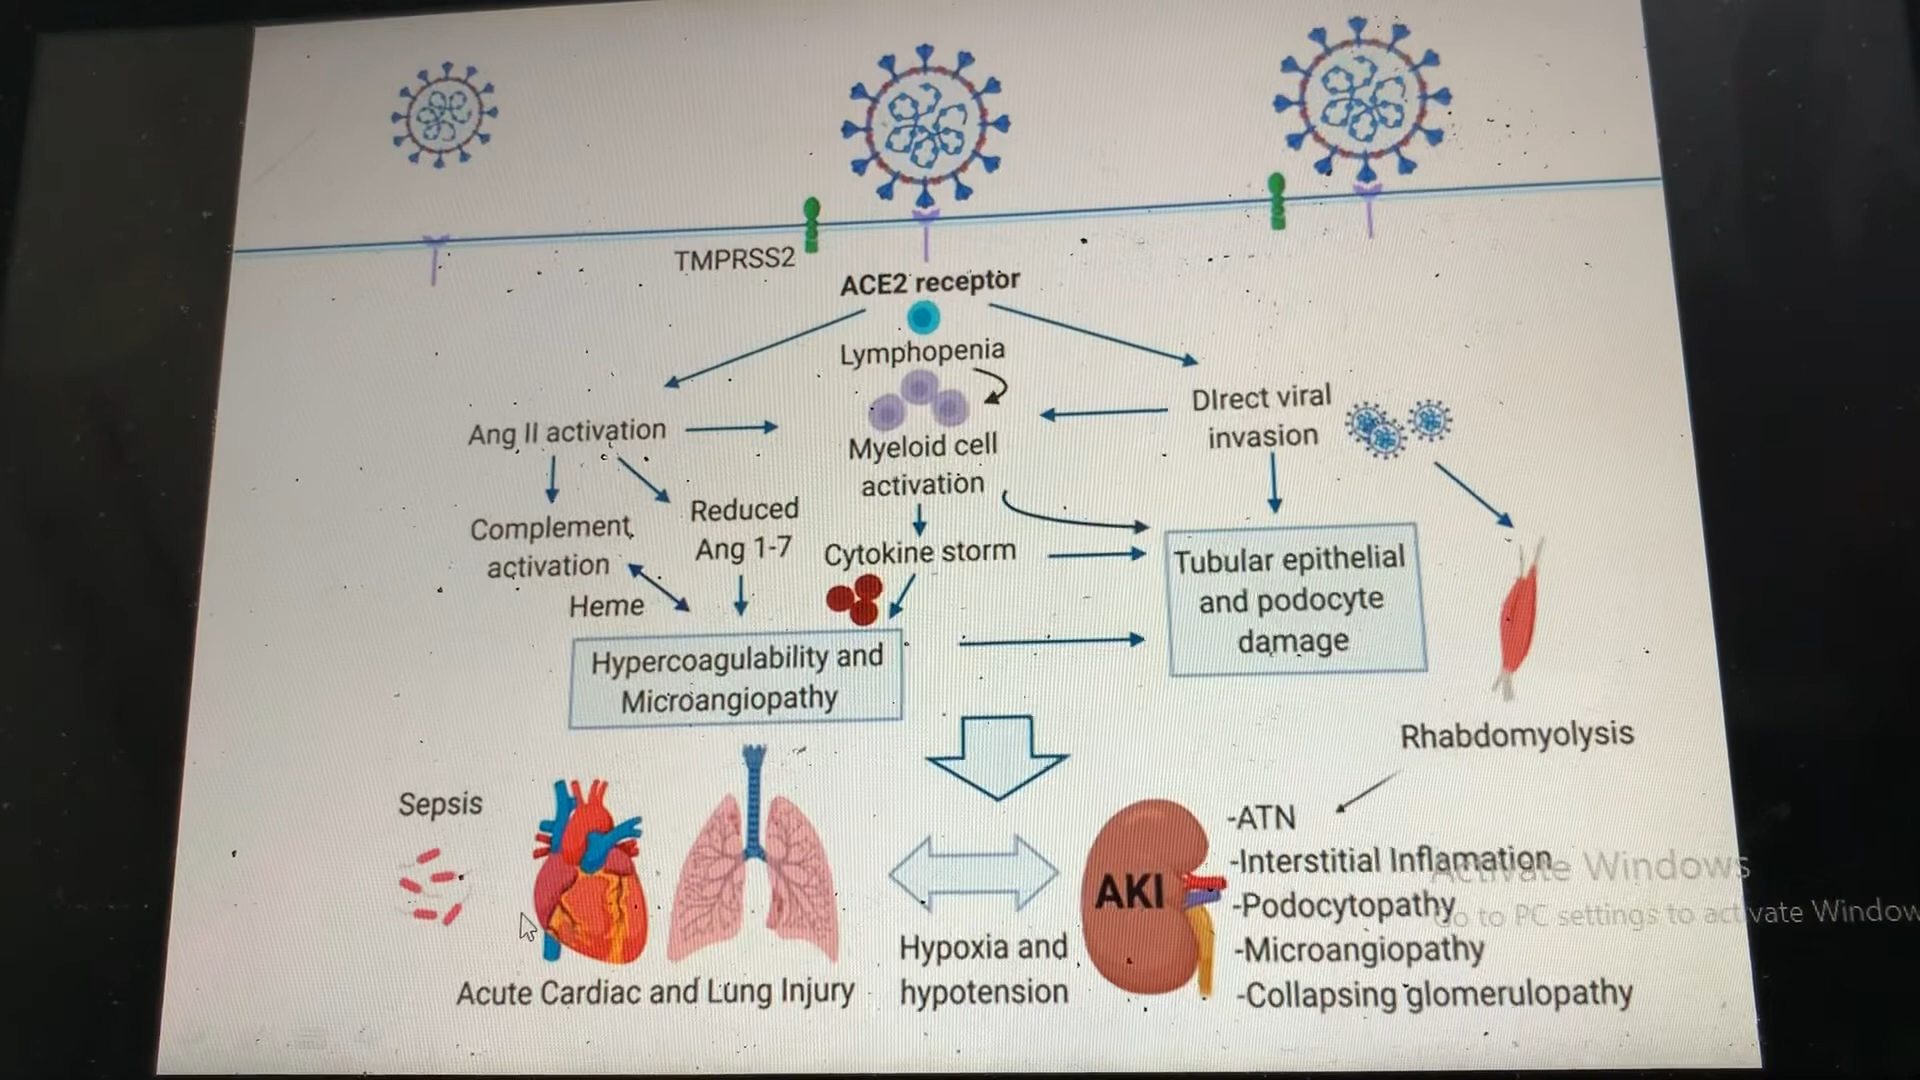 TMPRSS2
ACE2 receptor
Lymphopenia
Ang II activation
Myeloid cell
activation
DIrect viral
invasion
Complement
activation
Reduced
Ang 1-7
Cytokine storm
Heme
Tubular epithelial
and podocyte
damage
Hypercoagulability and
Microangiopathy
Rhabdomyolysis
Sepsis
Acute Cardiac and Lung Injury
Hypoxia and
hypotension
AKI
-ATN
-Interstitial Inflamation
-Podocytopathy
-Microangiopathy
-Collapsing glomerulopathy
Activate Windows
Go to PC settings to activate Window